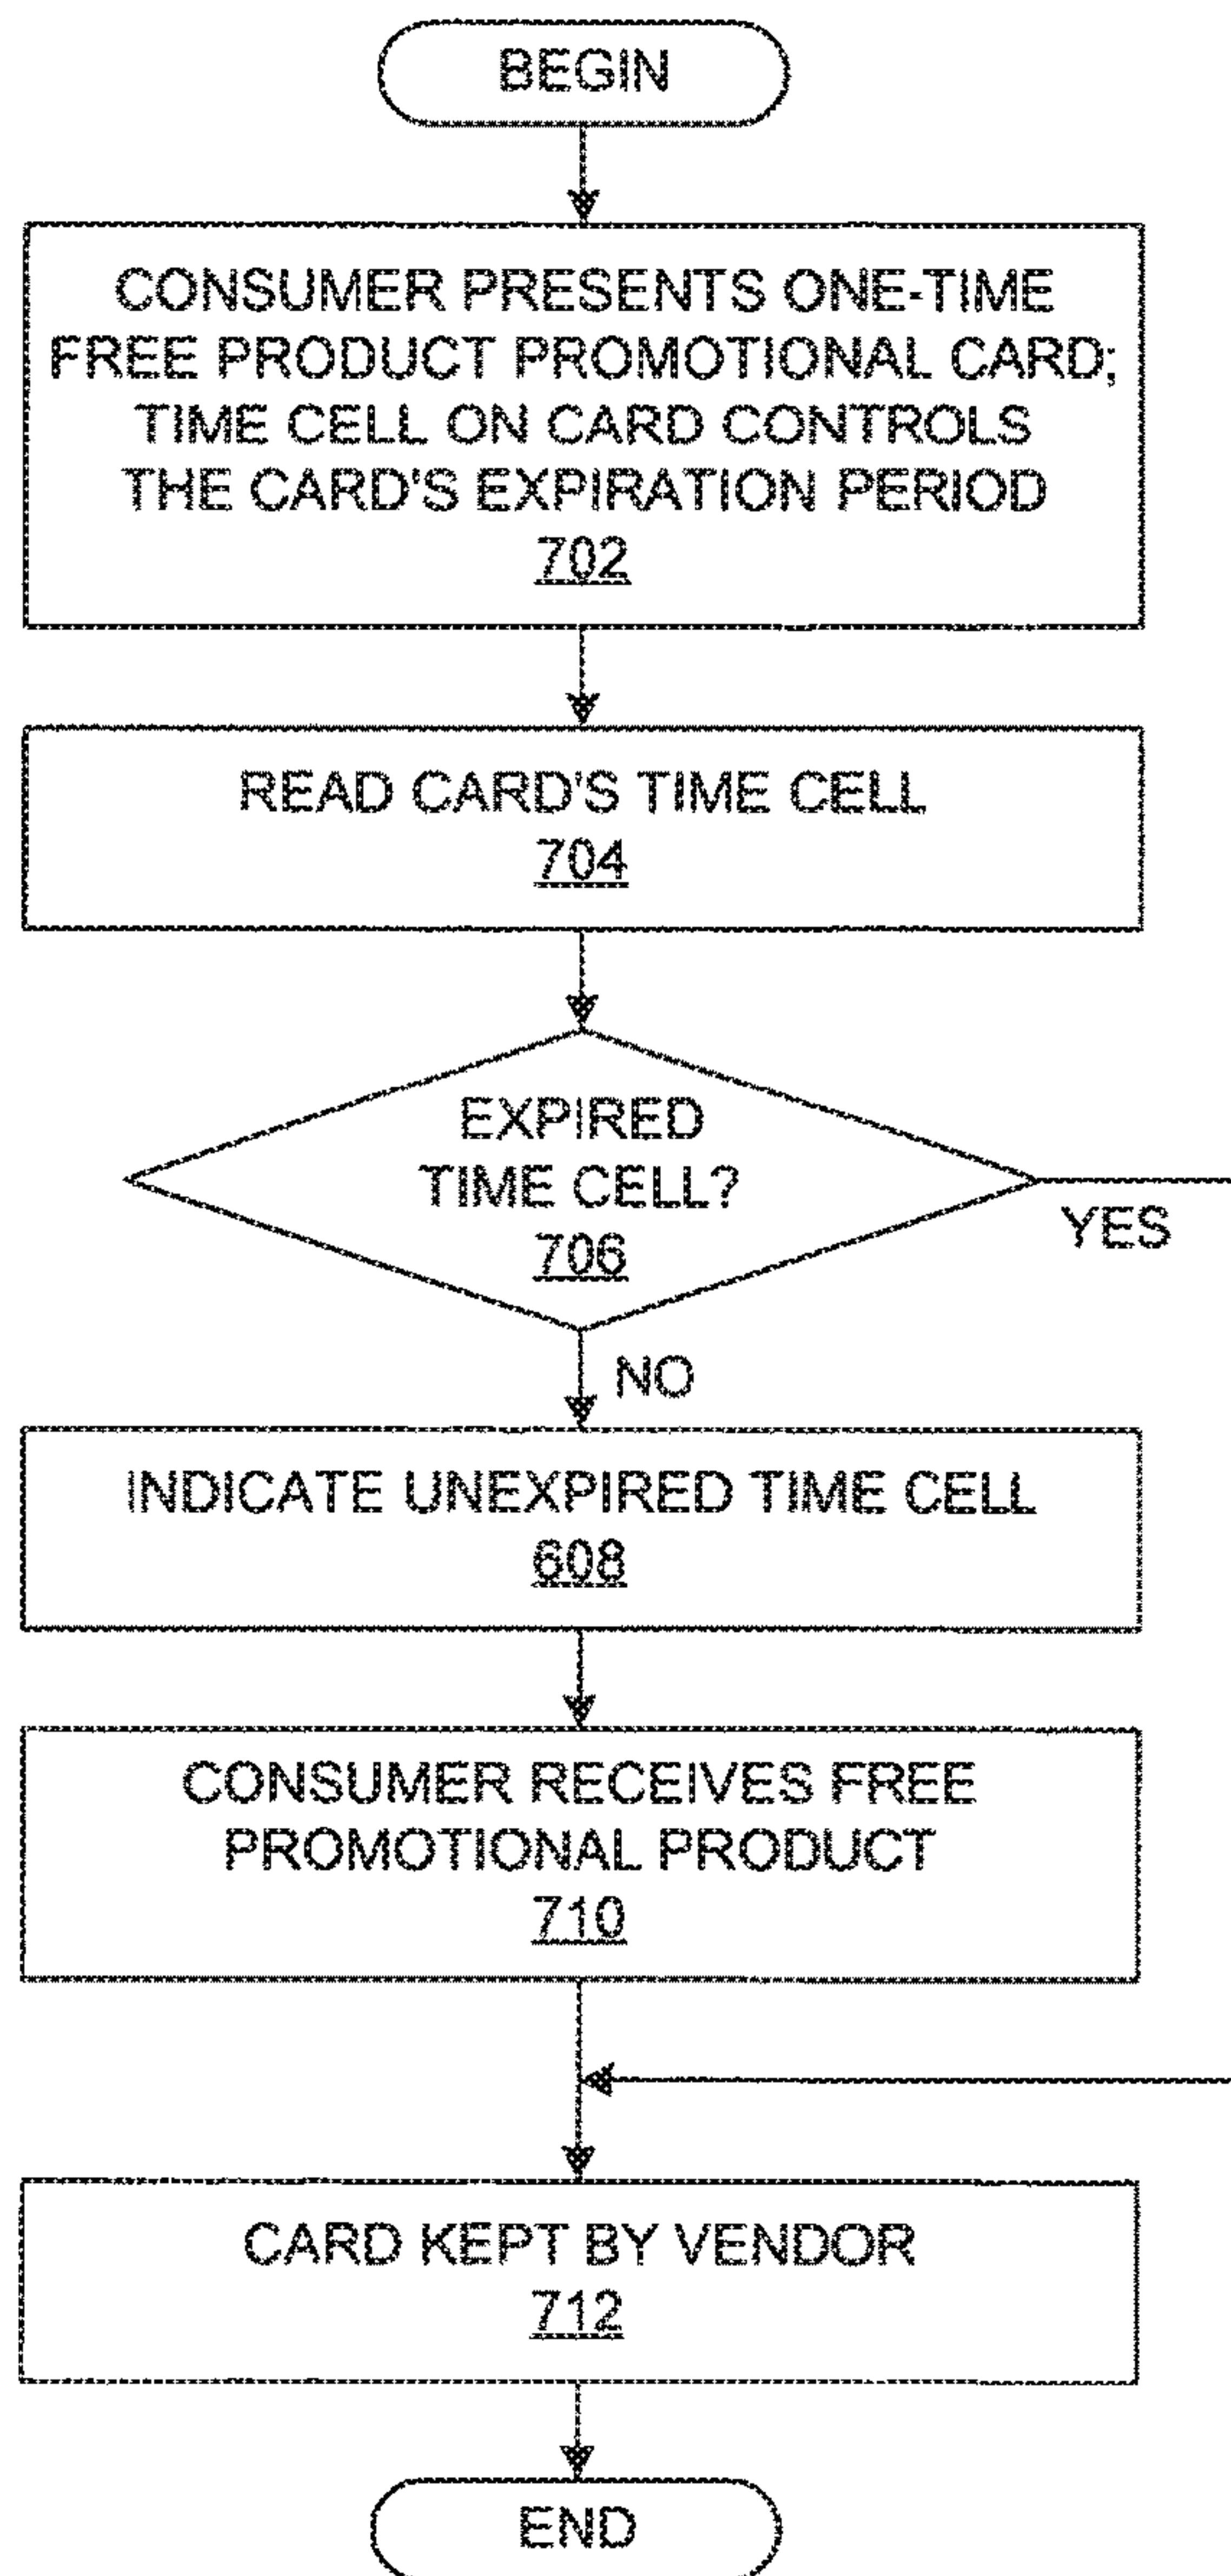 BEGIN
CONSUMER PRESENTS ONE-TIME
FREE PRODUCT PROMOTIONAL CARD;
TIME CELL ON CARD CONTROLS
THE CARD'S EXPIRATION PERIOD
702
READ CARD'S TIME CELL
704
EXPIRED
TIME CELL?
706
YES
NO
INDICATE UNEXPIRED TIME CELL
608
CONSUMER RECEIVES FREE
PROMOTIONAL PRODUCT
710
CARD KEPT BY VENDOR
712
END